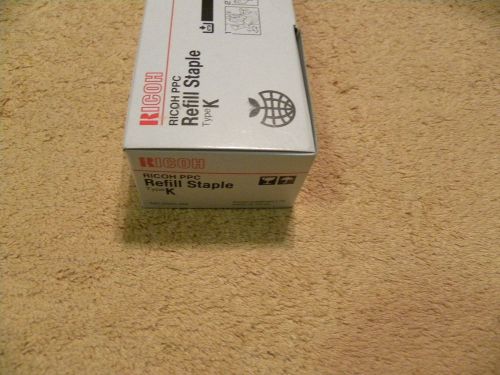 RICOH
RICOH PPC
Refill Staple
Type K
RICOH
RICOH PPC
Refill Staple
Type K